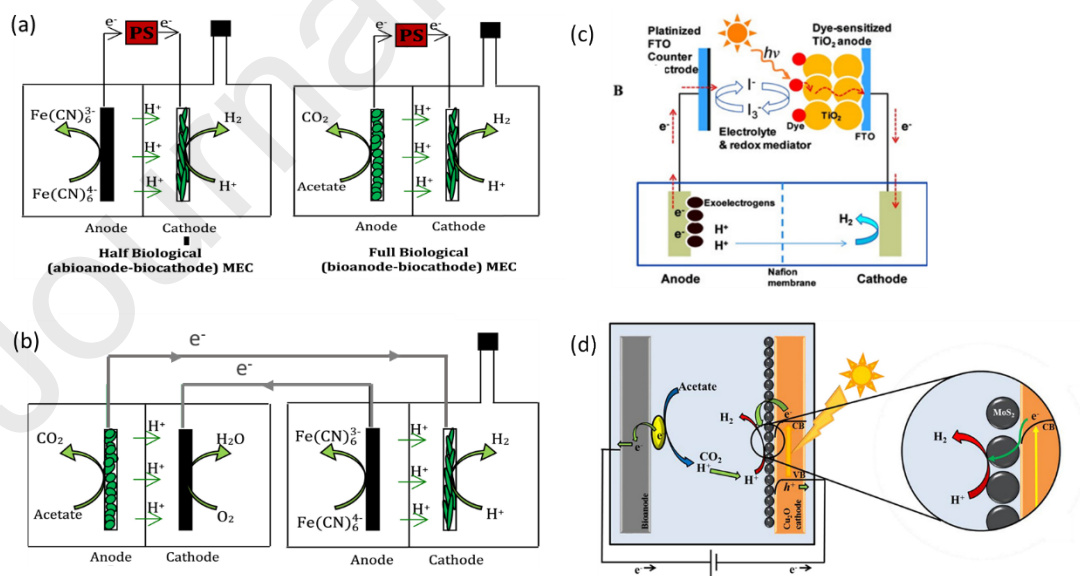 Journal
(a)
e⁻
PS
e⁻
Fe(CN)₆³⁻
Fe(CN)₆⁴⁻
H⁺
H⁺
H⁺
H₂
H⁺
Anode
Cathode
Half Biological
(abioanode-biocathode) MEC
e⁻
PS
e⁻
CO₂
Acetate
H⁺
H⁺
H⁺
H₂
H⁺
Anode
Cathode
Full Biological
(bioanode-biocathode) MEC
(b)
e⁻
e⁻
CO₂
Acetate
H⁺
H⁺
H⁺
H₂O
O₂
Anode
Cathode
Fe(CN)₆³⁻
Fe(CN)₆⁴⁻
H⁺
H⁺
H⁺
H₂
H⁺
Anode
Cathode
(c)
B
Platinized
FTO
Counter
ectrode
hν
Dye-sensitized
TiO₂ anode
I⁻
I₃⁻
Electrolyte
& redox mediator
Dye
TiO₂
FTO
e⁻
e⁻
e⁻
e⁻
Exoelectrogens
H⁺
H⁺
H₂
Anode
Nafion
membrane
Cathode
(d)
Bioanode
Acetate
e⁻
e⁻
CO₂
H⁺
H₂
H⁺
e⁻
CB
VB
h⁺
Cu₂O
cathode
e⁻
e⁻
MoS₂
e⁻
CB
H₂
H⁺